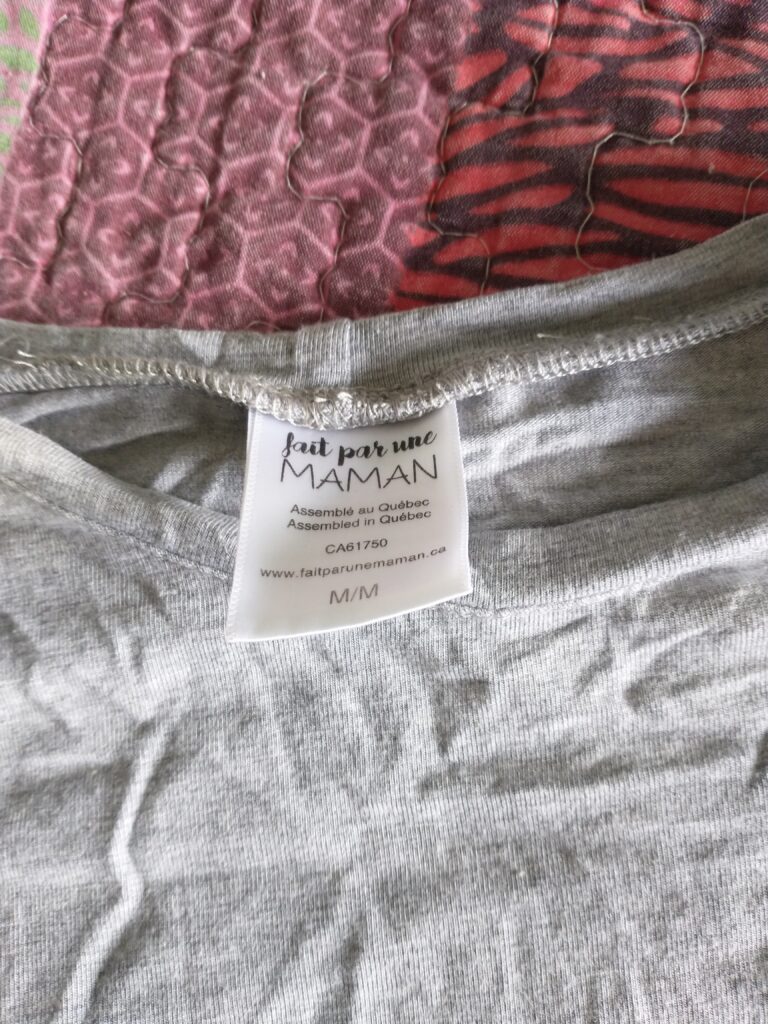 fait par une
MAMAN
Assemblé au Québec
Assembled in Québec
CA61750
www.faitparunemaman.ca
M/M